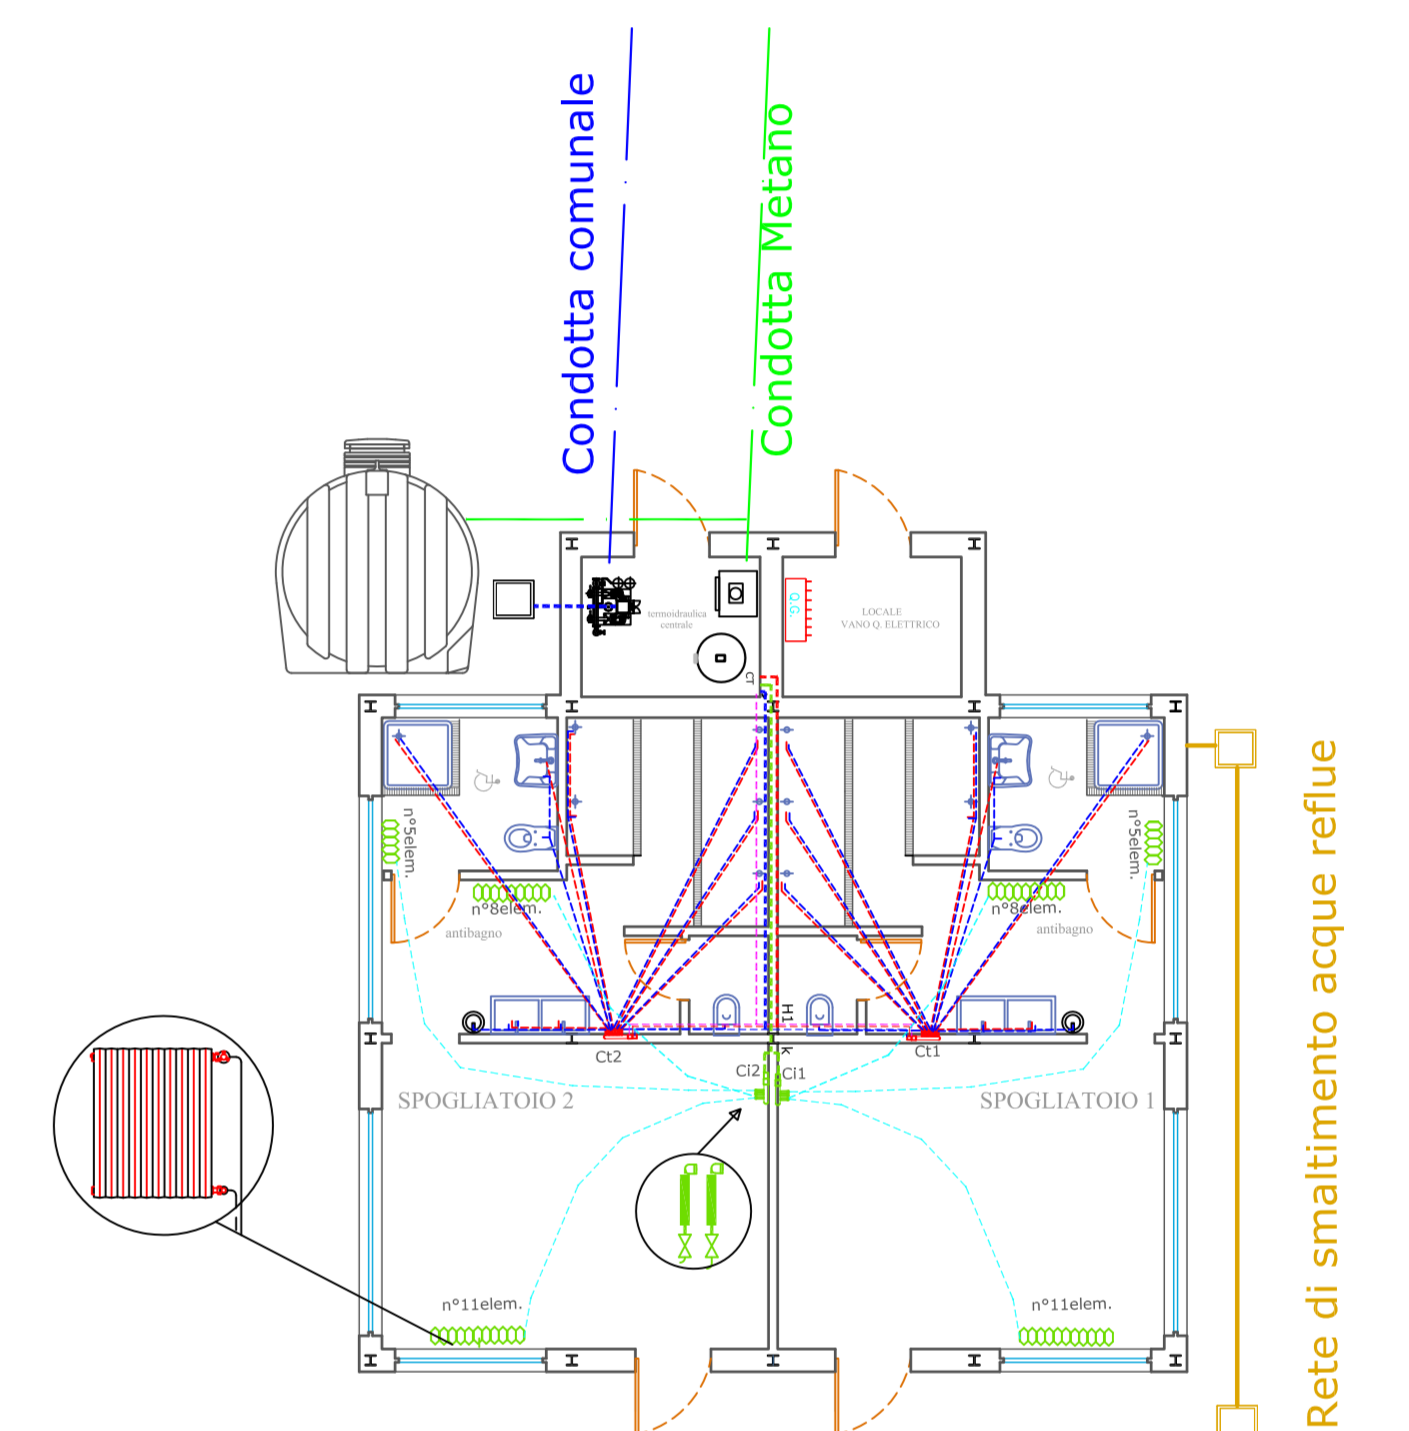 Condotta comunale
Condotta Metano
termoidraulica
centrale
Q.G.
LOCALE
VANO Q. ELETTRICO
CT
n°5elem.
n°5elem.
n°8elem.
n°8elem.
antibagno
antibagno
H1
K
Ct2
Ct1
Ci2
Ci1
SPOGLIATOIO 2
SPOGLIATOIO 1
n°11elem.
n°11elem.
Rete di smaltimento acque reflue